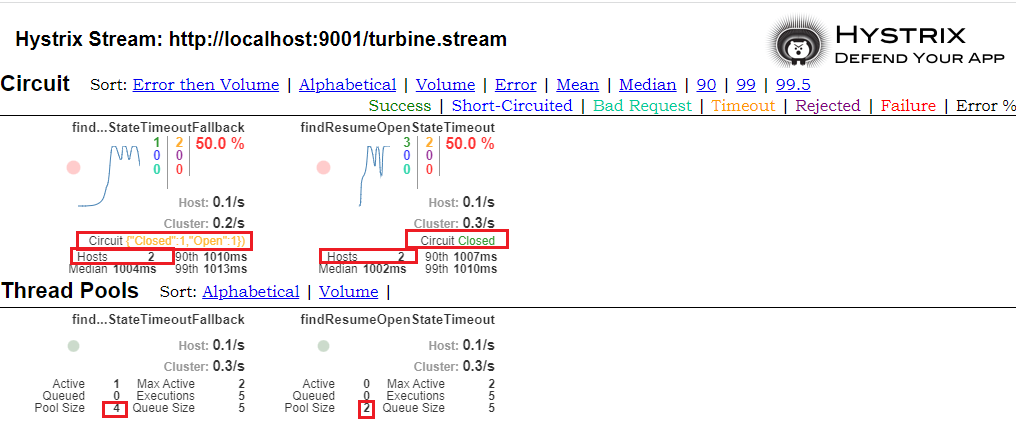 Hystrix Stream: http://localhost:9001/turbine.stream
HYSTRIX
DEFEND YOUR APP
Circuit Sort: Error then Volume | Alphabetical | Volume | Error | Mean | Median | 90 | 99 | 99.5
Success | Short-Circuited | Bad Request | Timeout | Rejected | Failure | Error %
find...StateTimeoutFallback
1 2 50.0 %
0 0
0 0
Host: 0.1/s
Cluster: 0.2/s
Circuit {"Closed":1,"Open":1})
Hosts 2 90th 1010ms
Median 1004ms 99th 1013ms
findResumeOpenStateTimeout
3 2 50.0 %
0 0
0 0
Host: 0.1/s
Cluster: 0.3/s
Circuit Closed
Hosts 2 90th 1007ms
Median 1002ms 99th 1010ms
Thread Pools Sort: Alphabetical | Volume |
find...StateTimeoutFallback
Host: 0.1/s
Cluster: 0.3/s
Active 1 Max Active 2
Queued 0 Executions 5
Pool Size 4 Queue Size 5
findResumeOpenStateTimeout
Host: 0.1/s
Cluster: 0.3/s
Active 0 Max Active 2
Queued 0 Executions 5
Pool Size 2 Queue Size 5